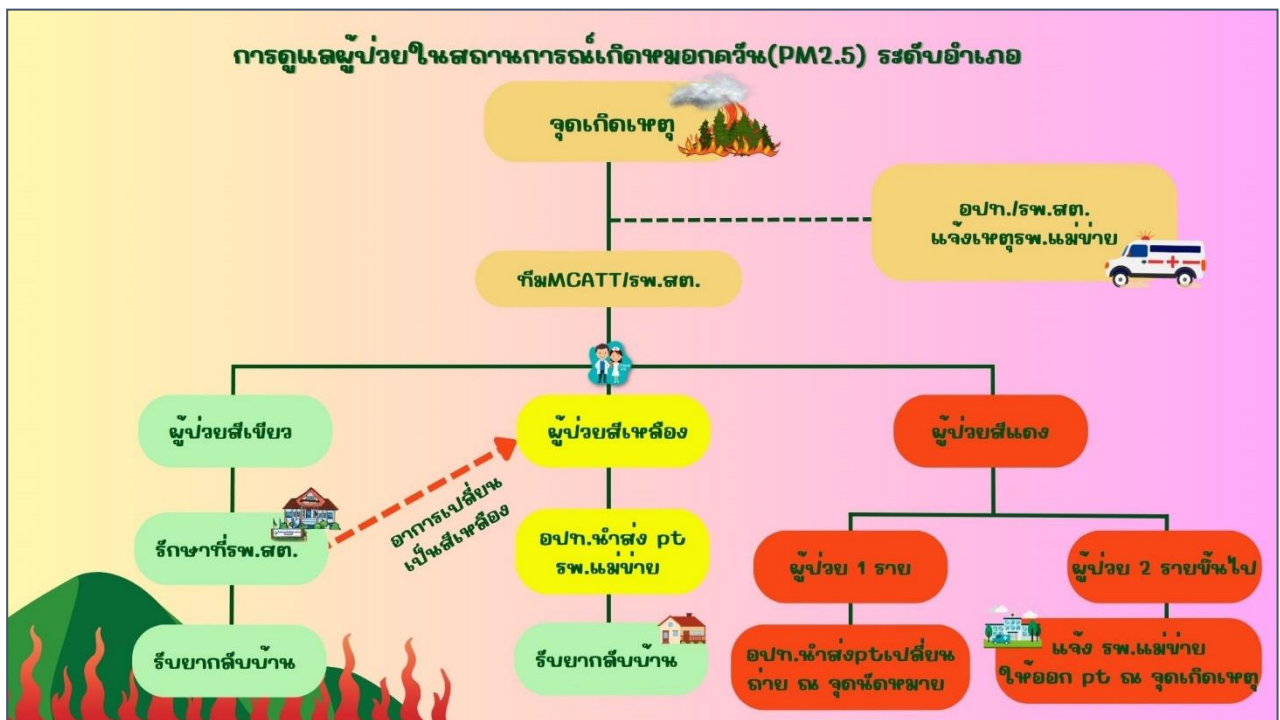 การดูแลผู้ป่วยในสถานการณ์เกิดหมอกควัน(PM2.5) ระดับอำเภอ
จุดเกิดเหตุ
อปท./รพ.สต.
แจ้งเหตุรพ.แม่ข่าย
ทีมMCATT/รพ.สต.
ผู้ป่วยสีเขียว
ผู้ป่วยสีเหลือง
ผู้ป่วยสีแดง
รักษาที่รพ.สต.
อาการเปลี่ยน
เป็นสีเหลือง
อปท.นำส่ง pt
รพ.แม่ข่าย
ผู้ป่วย 1 ราย
ผู้ป่วย 2 รายขึ้นไป
รับยากลับบ้าน
รับยากลับบ้าน
อปท.นำส่งptเปลี่ยน
ถ่าย ณ จุดนัดหมาย
แจ้ง รพ.แม่ข่าย
ให้ออก pt ณ จุดเกิดเหตุ